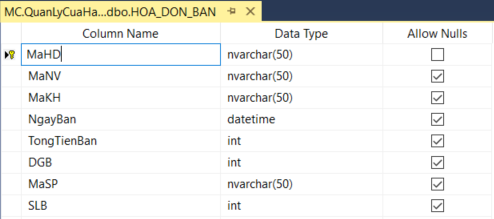 MC.QuanLyCuaHa...dbo.HOA_DON_BAN
Column Name Data Type Allow Nulls
MaHD nvarchar(50)
MaNV nvarchar(50)
MaKH nvarchar(50)
NgayBan datetime
TongTienBan int
DGB int
MaSP nvarchar(50)
SLB int